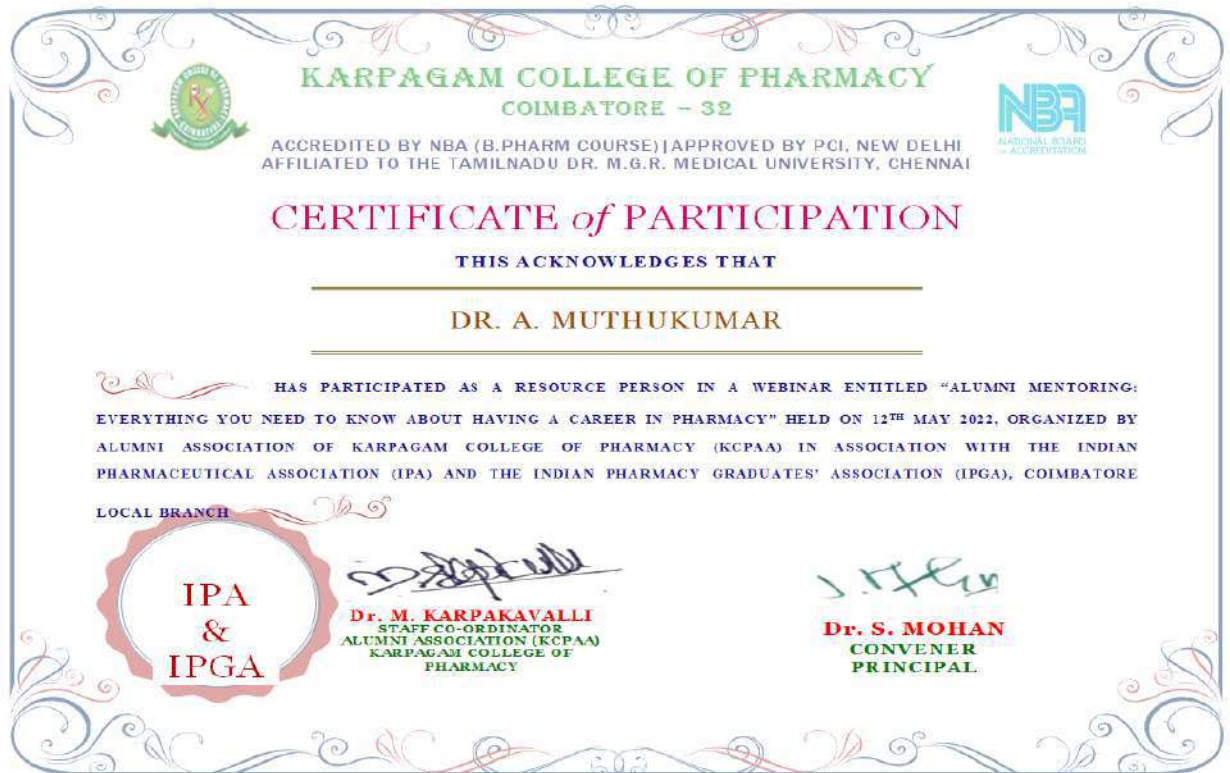 KARPAGAM COLLEGE OF PHARMACY
COIMBATORE – 32
ACCREDITED BY NBA (B.PHARM COURSE)|APPROVED BY PCI, NEW DELHI
AFFILIATED TO THE TAMILNADU DR. M.G.R. MEDICAL UNIVERSITY, CHENNAI
NBA
NATIONAL BOARD
of ACCREDITATION
CERTIFICATE of PARTICIPATION
THIS ACKNOWLEDGES THAT
DR. A. MUTHUKUMAR
HAS PARTICIPATED AS A RESOURCE PERSON IN A WEBINAR ENTITLED “ALUMNI MENTORING:
EVERYTHING YOU NEED TO KNOW ABOUT HAVING A CAREER IN PHARMACY” HELD ON 12TH MAY 2022, ORGANIZED BY
ALUMNI ASSOCIATION OF KARPAGAM COLLEGE OF PHARMACY (KCPAA) IN ASSOCIATION WITH THE INDIAN
PHARMACEUTICAL ASSOCIATION (IPA) AND THE INDIAN PHARMACY GRADUATES’ ASSOCIATION (IPGA), COIMBATORE
LOCAL BRANCH
IPA
&
IPGA
Dr. M. KARPAKAVALLI
STAFF CO-ORDINATOR
ALUMNI ASSOCIATION (KCPAA)
KARPAGAM COLLEGE OF
PHARMACY
Dr. S. MOHAN
CONVENER
PRINCIPAL